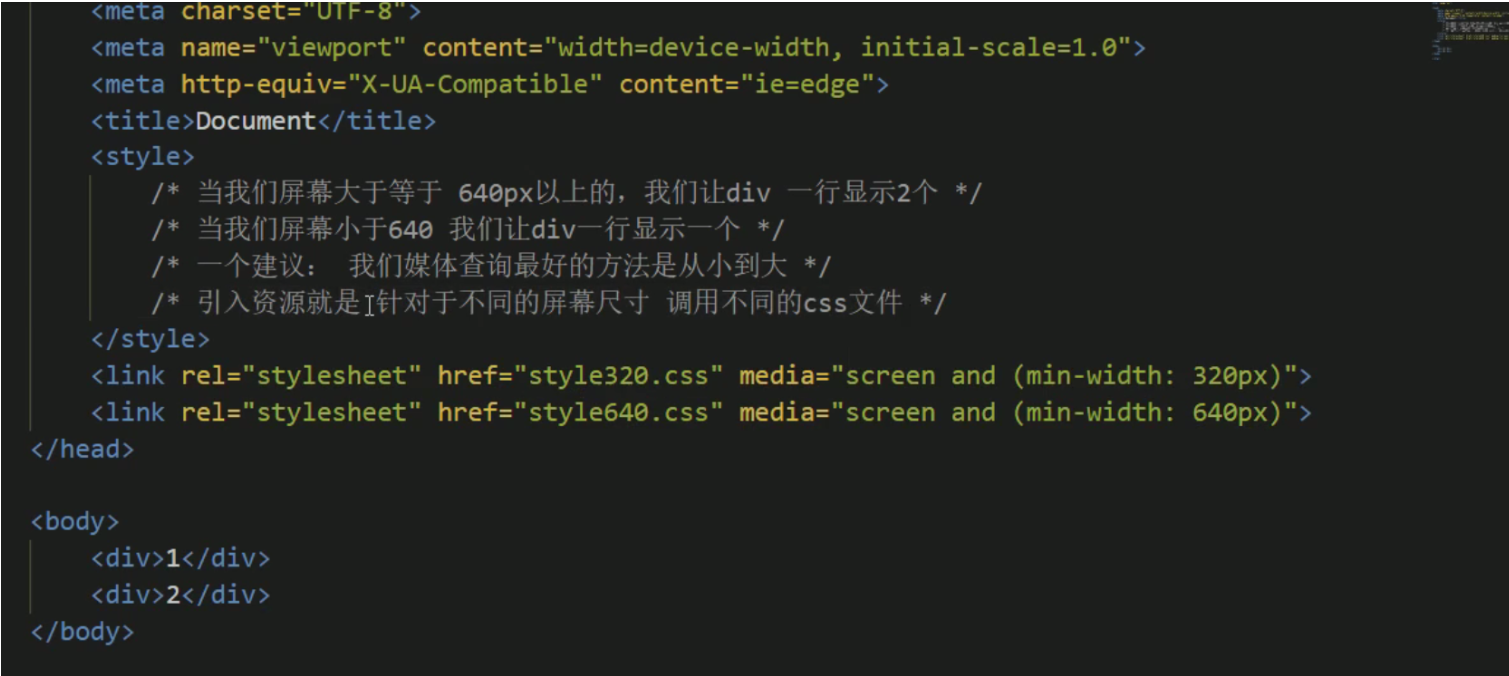 <meta charset="UTF-8">
<meta name="viewport" content="width=device-width, initial-scale=1.0">
<meta http-equiv="X-UA-Compatible" content="ie=edge">
<title>Document</title>
<style>
/* 当我们屏幕大于等于 640px以上的，我们让div 一行显示2个 */
/* 当我们屏幕小于640 我们让div一行显示一个 */
/* 一个建议： 我们媒体查询最好的方法是从小到大 */
/* 引入资源就是 针对于不同的屏幕尺寸 调用不同的css文件 */
</style>
<link rel="stylesheet" href="style320.css" media="screen and (min-width: 320px)">
<link rel="stylesheet" href="style640.css" media="screen and (min-width: 640px)">
</head>
<body>
<div>1</div>
<div>2</div>
</body>